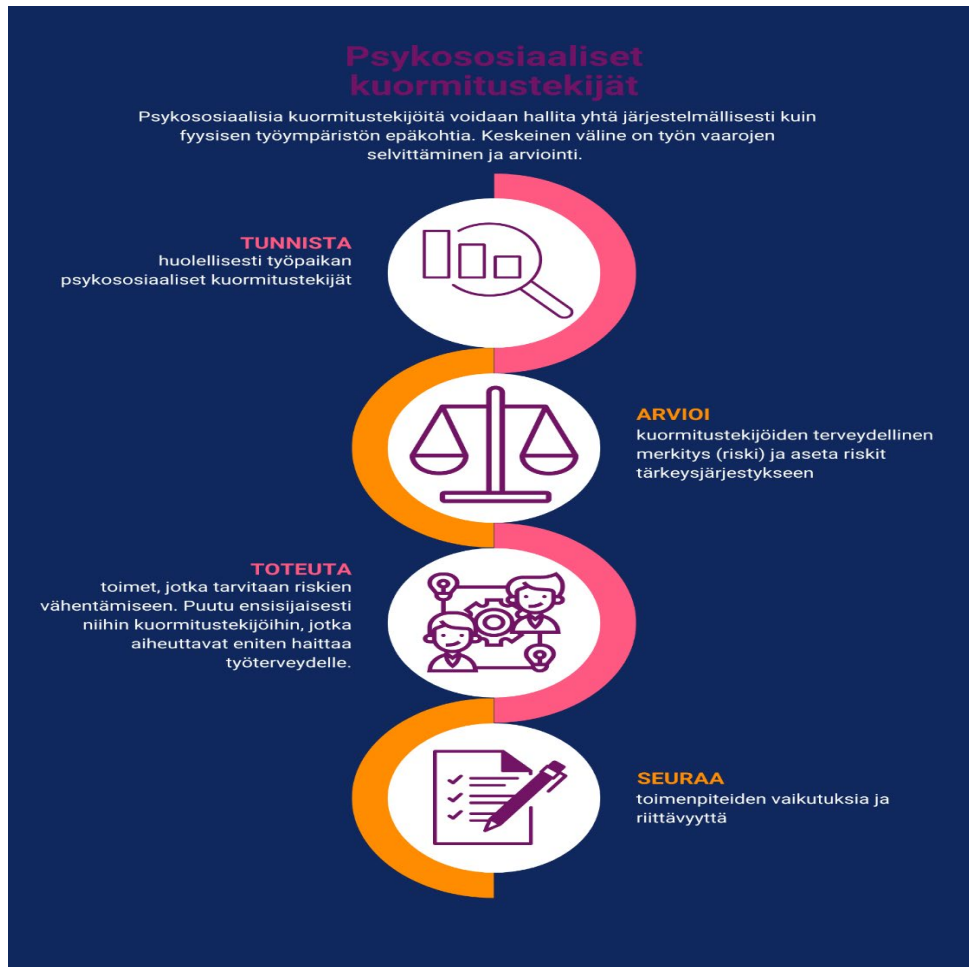 Psykososiaaliset
kuormitustekijät
Psykososiaalisia kuormitustekijöitä voidaan hallita yhtä järjestelmällisesti kuin
fyysisen työympäristön epäkohtia. Keskeinen väline on työn vaarojen
selvittäminen ja arviointi.
TUNNISTA
huolellisesti työpaikan
psykososiaaliset kuormitustekijät
ARVIOI
kuormitustekijöiden terveydellinen
merkitys (riski) ja aseta riskit
tärkeysjärjestykseen
TOTEUTA
toimet, jotka tarvitaan riskien
vähentämiseen. Puutu ensisijaisesti
niihin kuormitustekijöihin, jotka
aiheuttavat eniten haittaa
työterveydelle.
SEURAA
toimenpiteiden vaikutuksia ja
riittävyyttä